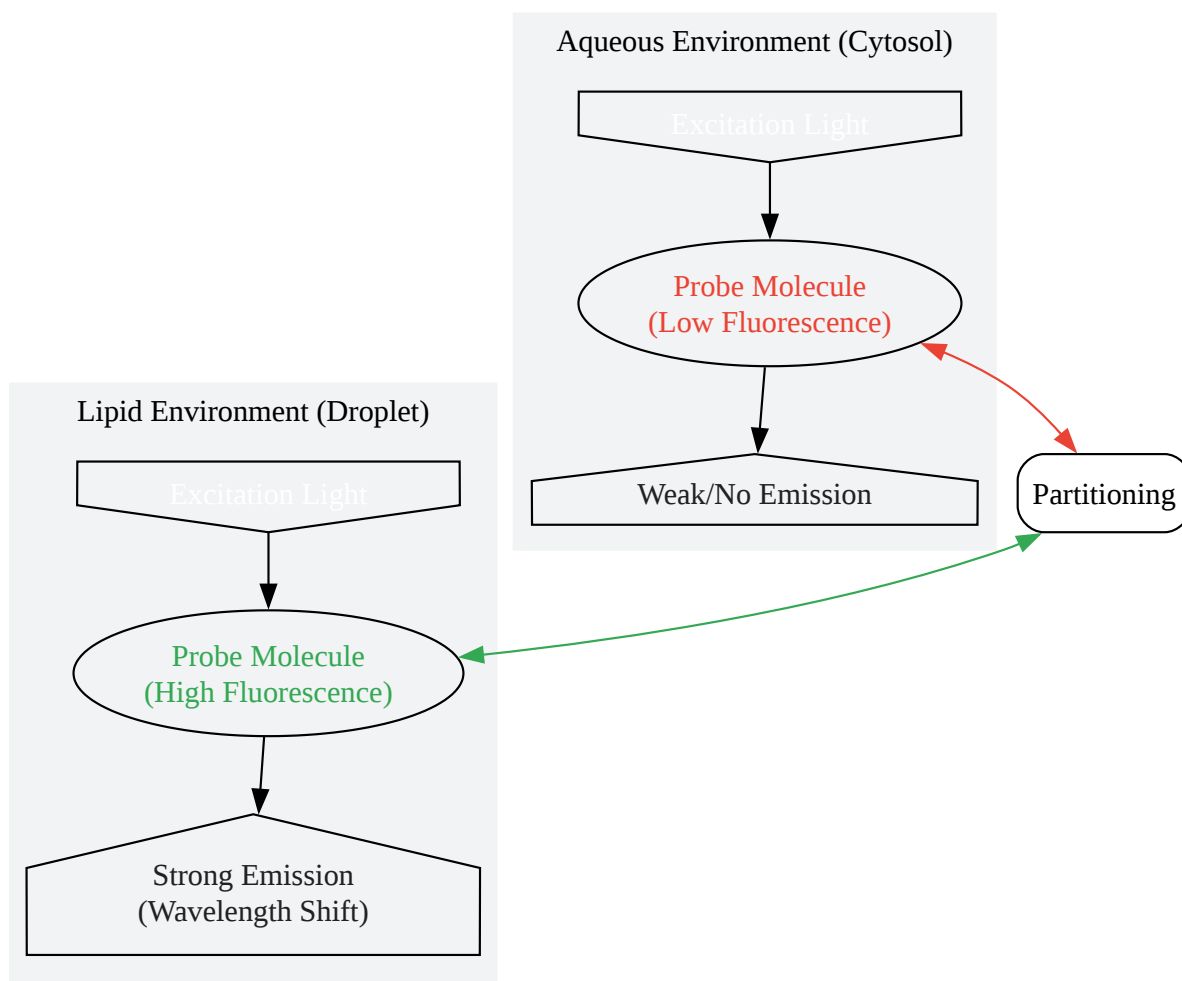 Aqueous Environment (Cytosol)
Excitation Light
Probe Molecule
(Low Fluorescence)
Weak/No Emission
Partitioning
Lipid Environment (Droplet)
Excitation Light
Probe Molecule
(High Fluorescence)
Strong Emission
(Wavelength Shift)